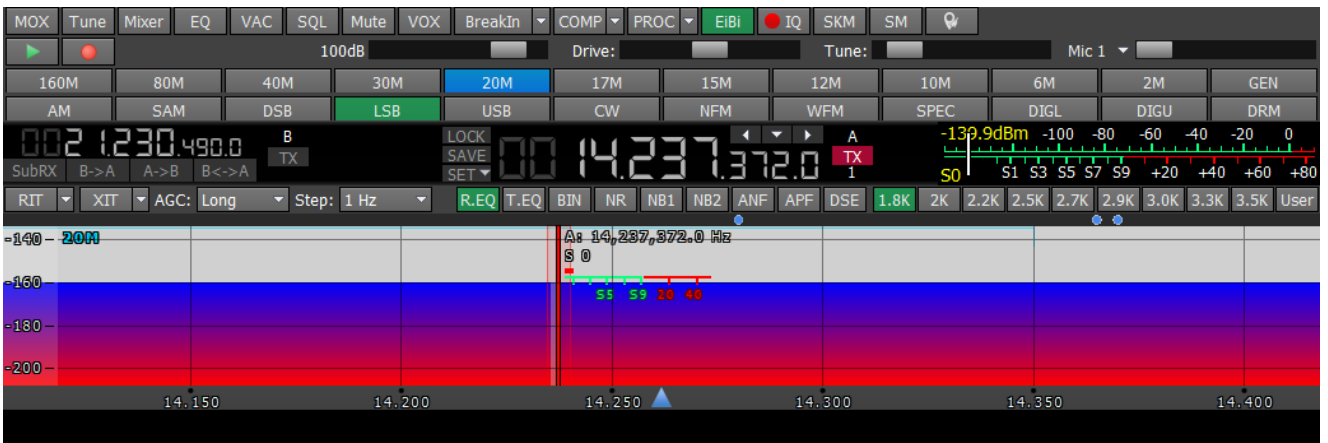 MOX Tune Mixer EQ VAC SQL Mute VOX BreakIn COMP PROC EiBi IQ SKM SM
100dB Drive: Tune: Mic 1
160M 80M 40M 30M 20M 17M 15M 12M 10M 6M 2M GEN
AM SAM DSB LSB USB CW NFM WFM SPEC DIGL DIGU DRM
21.230.490.0 B LOCK 14.237.372.0 A -139.9dBm -100 -80 -60 -40 -20 0
TX SAVE TX
SubRX B->A A->B B<->A SET 1 S0 S1 S3 S5 S7 S9 +20 +40 +60 +80
RIT XIT AGC: Long Step: 1 Hz R.EQ T.EQ BIN NR NB1 NB2 ANF APF DSE 1.8K 2K 2.2K 2.5K 2.7K 2.9K 3.0K 3.3K 3.5K User
-140 20M A: 14,237,372.0 Hz
S 0
-160
S5 S9 20 40
-180
-200
14.150 14.200 14.250 14.300 14.350 14.400